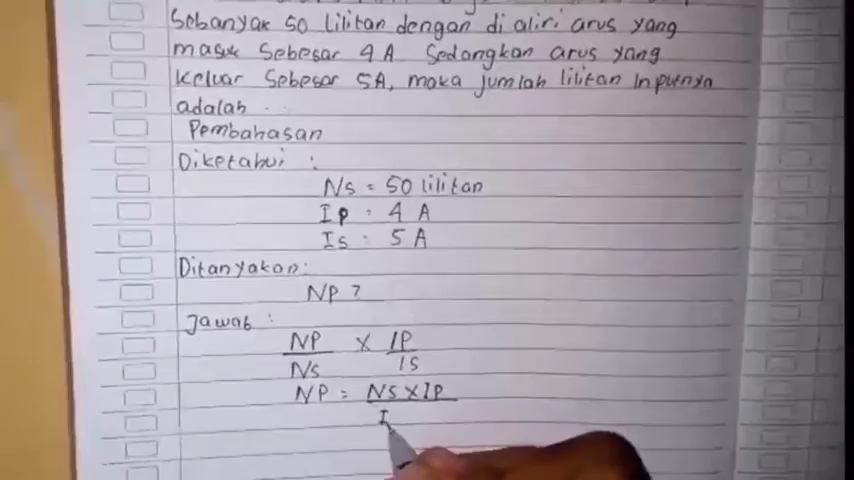 Sebanyak 50 lilitan dengan di aliri arus yang
masuk Sebesar 4 A Sedangkan arus yang
Keluar Sebesar 5A, maka jumlah lilitan Inputnya
adalah ...
Pembahasan
Diketahui :
Ns = 50 lilitan
Ip : 4 A
Is : 5 A
Ditanyakan:
NP ?
Jawab :
NP × IP
Ns IS
NP = NS × IP
I